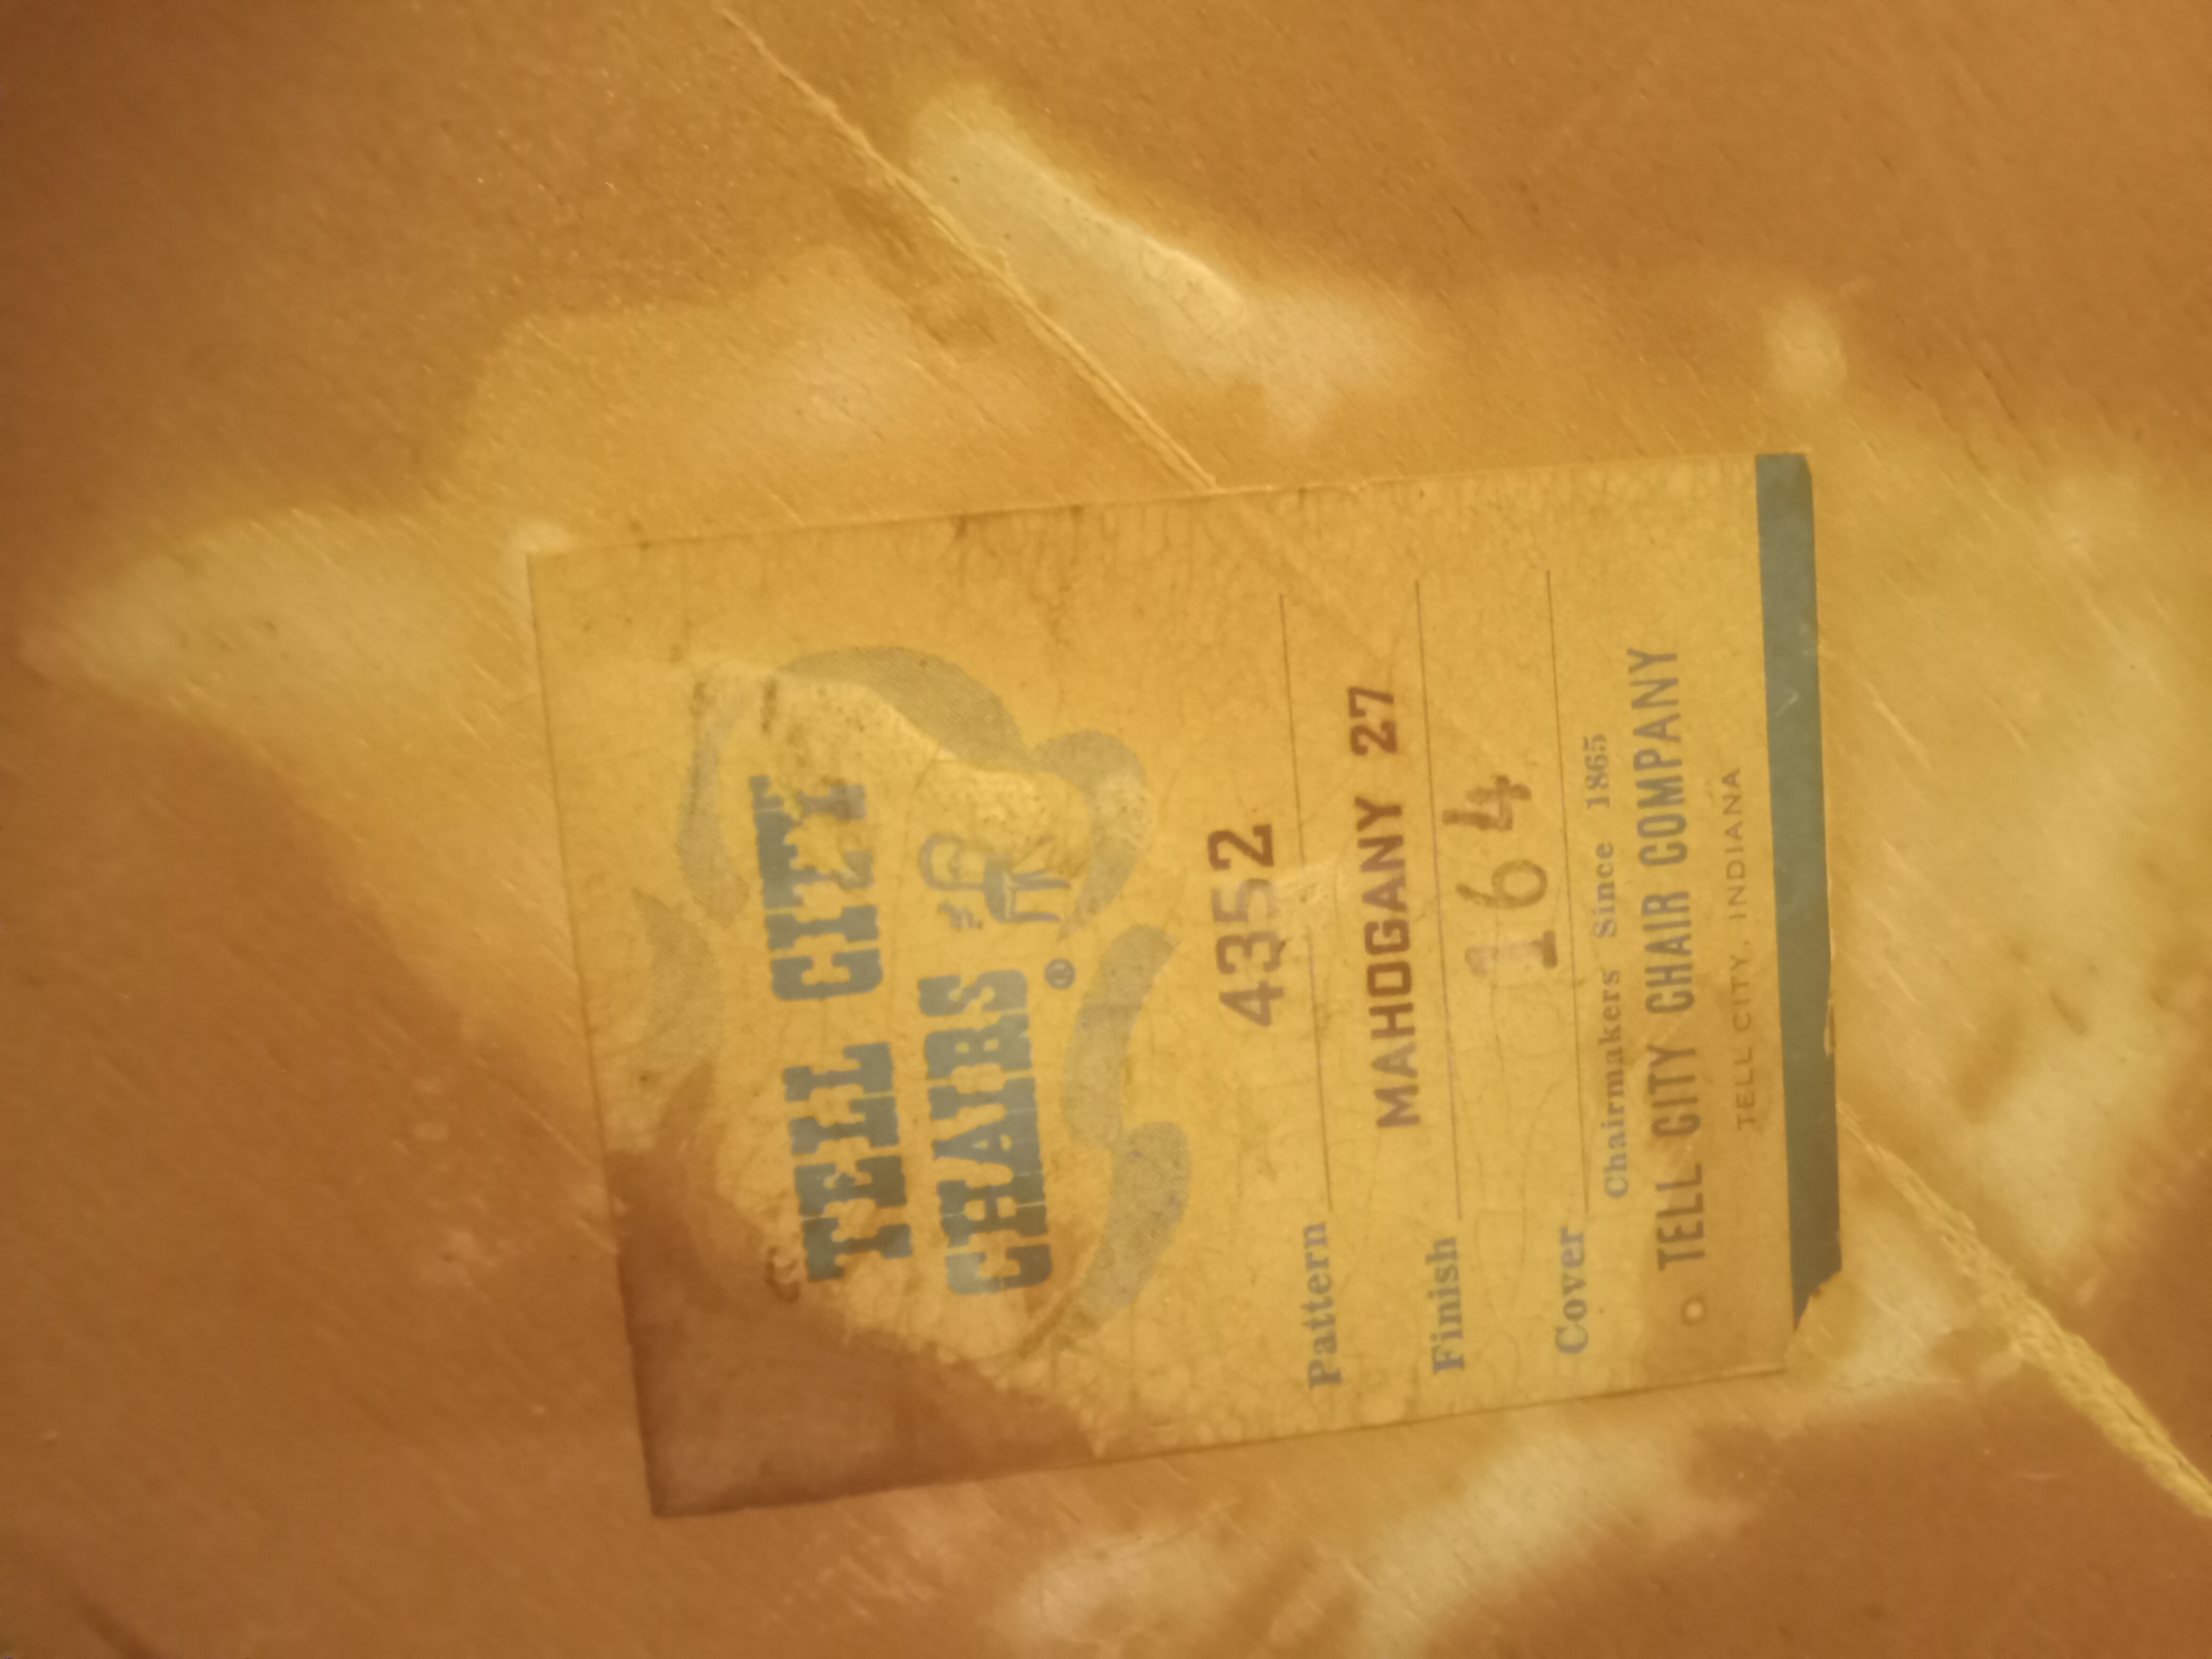 TELL CITY
CHAIRS ®
Pattern 4352
Finish MAHOGANY 27
Cover 164
Chairmakers Since 1865
TELL CITY CHAIR COMPANY
TELL CITY, INDIANA